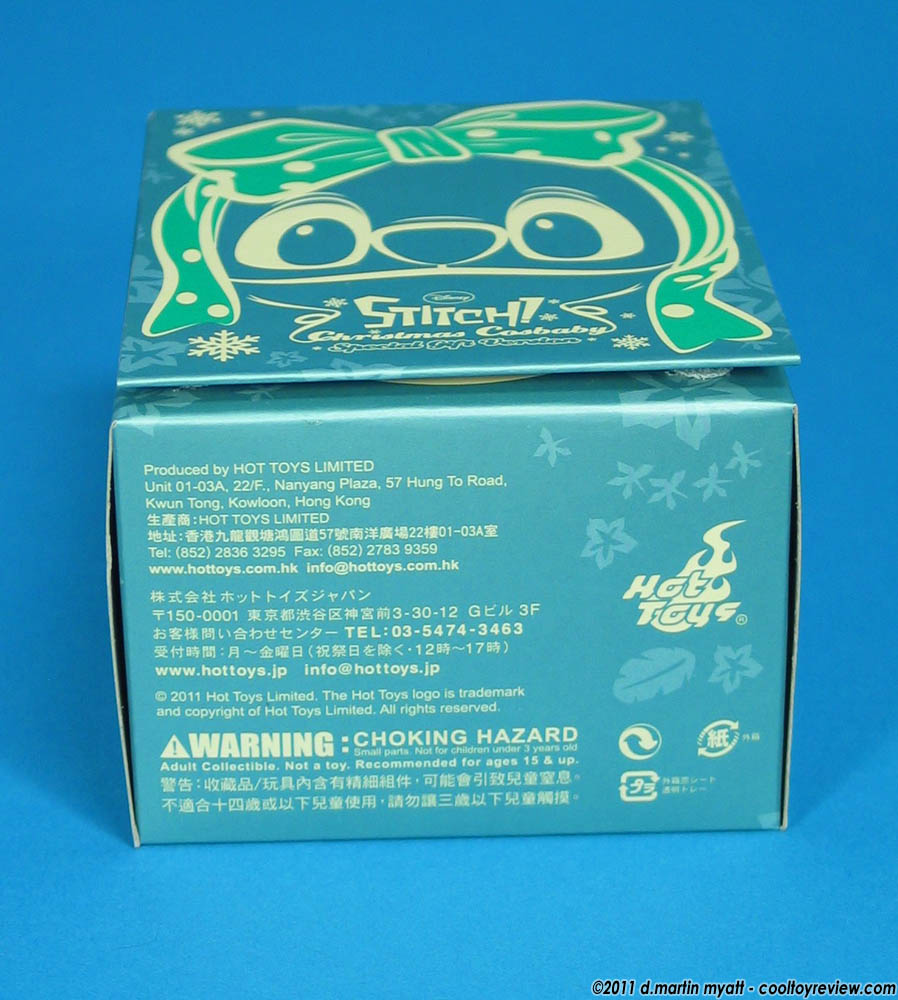 Disney
STITCH!
Christmas Cosbaby
Special Gift Version
Produced by HOT TOYS LIMITED
Unit 01-03A, 22/F., Nanyang Plaza, 57 Hung To Road,
Kwun Tong, Kowloon, Hong Kong
生產商:HOT TOYS LIMITED
地址:香港九龍觀塘鴻圖道57號南洋廣場22樓01-03A室
Tel: (852) 2836 3295 Fax: (852) 2783 9359
www.hottoys.com.hk info@hottoys.com.hk
株式会社ホットトイズジャパン
〒150-0001 東京都渋谷区神宮前3-30-12 Gビル 3F
お客様問い合わせセンター TEL:03-5474-3463
受付時間:月～金曜日(祝祭日を除く・12時～17時)
www.hottoys.jp info@hottoys.jp
© 2011 Hot Toys Limited. The Hot Toys logo is trademark
and copyright of Hot Toys Limited. All rights reserved.
Hot
Toys®
WARNING: CHOKING HAZARD
Small parts. Not for children under 3 years old
Adult Collectible. Not a toy. Recommended for ages 15 & up.
警告:收藏品/玩具內含有精細組件，可能會引致兒童窒息。
不適合十四歲或以下兒童使用，請勿讓三歲以下兒童觸摸。
紙 外箱
プラ
透明トレー
©2011 d.martin myatt - cooltoyreview.com